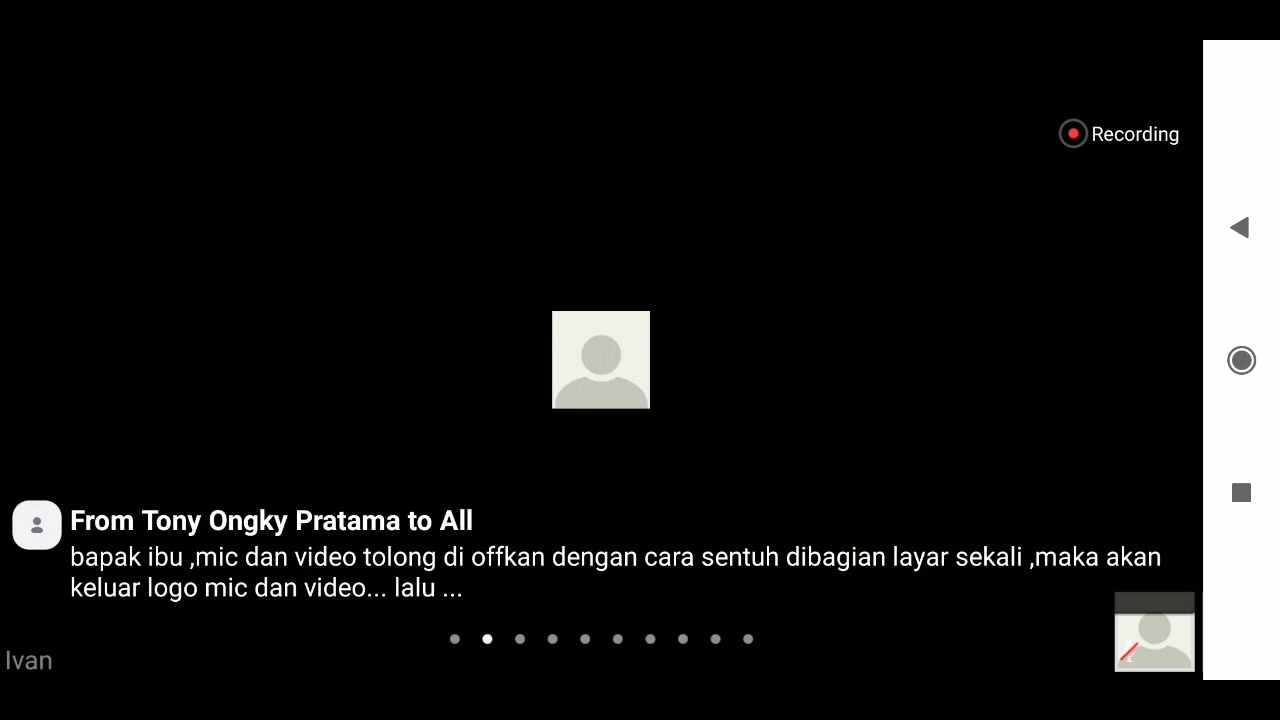 Recording
From Tony Ongky Pratama to All
bapak ibu ,mic dan video tolong di offkan dengan cara sentuh dibagian layar sekali ,maka akan
keluar logo mic dan video... lalu ...
Ivan